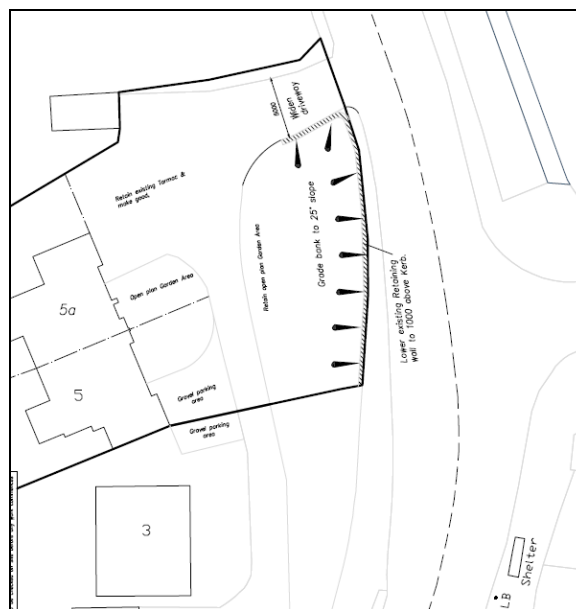 Widen
driveway
6000
Retain existing Tarmac &
make good.
Grade bank to 25° slope
Retain open plan Garden Area
Open plan Garden Area
Lower existing Retaining
wall to 1000 above Kerb.
5a
5
Gravel parking
area
Gravel parking
area
3
Shelter
LB